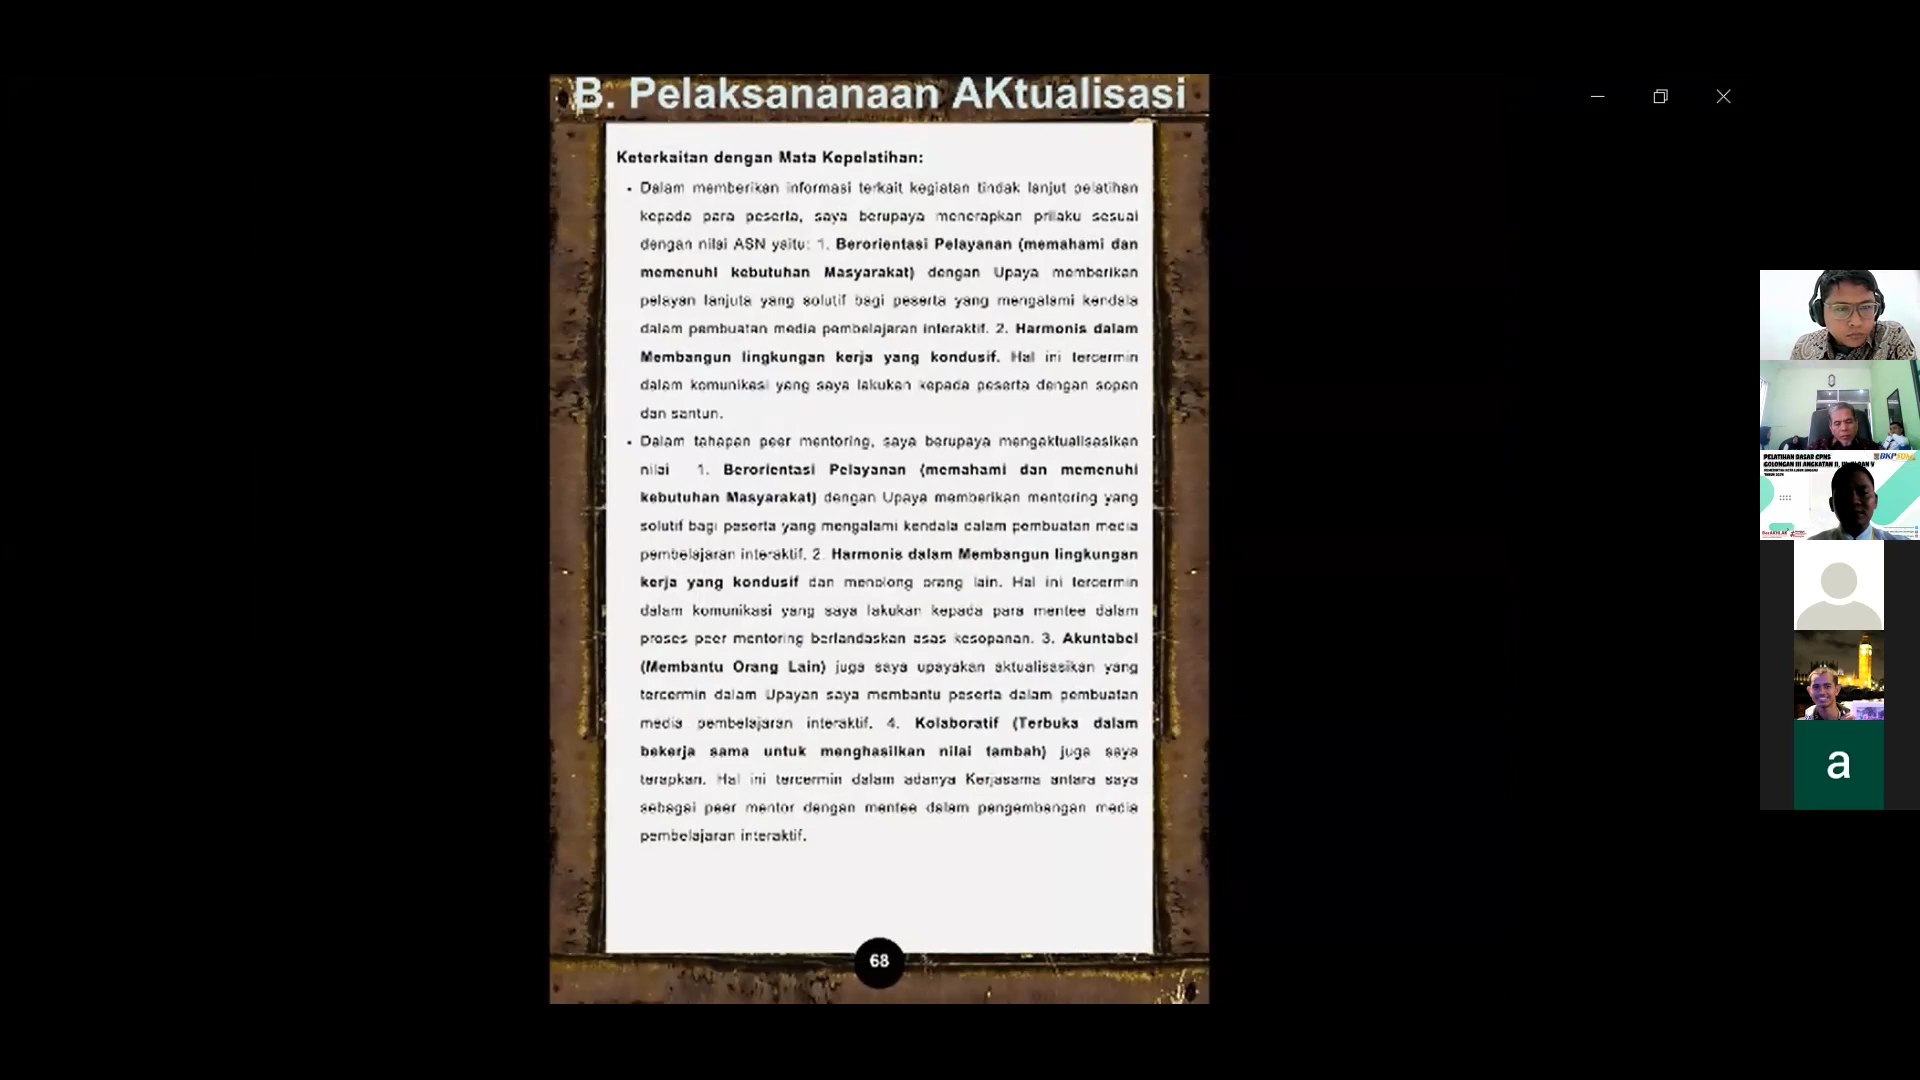 B. Pelaksananaan AKtualisasi
Keterkaitan dengan Mata Kepelatihan:
• Dalam memberikan informasi terkait kegiatan tindak lanjut pelatihan
kepada para peserta, saya berupaya menerapkan prilaku sesuai
dengan nilai ASN yaitu: 1. Berorientasi Pelayanan (memahami dan
memenuhi kebutuhan Masyarakat) dengan Upaya memberikan
pelayan lanjuta yang solutif bagi peserta yang mengalami kendala
dalam pembuatan media pembelajaran interaktif. 2. Harmonis dalam
Membangun lingkungan kerja yang kondusif. Hal ini tercermin
dalam komunikasi yang saya lakukan kepada peserta dengan sopan
dan santun.
• Dalam tahapan peer mentoring, saya berupaya mengaktualisasikan
nilai 1. Berorientasi Pelayanan (memahami dan memenuhi
kebutuhan Masyarakat) dengan Upaya memberikan mentoring yang
solutif bagi peserta yang mengalami kendala dalam pembuatan media
pembelajaran interaktif. 2. Harmonis dalam Membangun lingkungan
kerja yang kondusif dan menolong orang lain. Hal ini tercermin
dalam komunikasi yang saya lakukan kepada para mentee dalam
proses peer mentoring berlandaskan asas kesopanan. 3. Akuntabel
(Membantu Orang Lain) juga saya upayakan aktualisasikan yang
tercermin dalam Upayan saya membantu peserta dalam pembuatan
media pembelajaran interaktif. 4. Kolaboratif (Terbuka dalam
bekerja sama untuk menghasilkan nilai tambah) juga saya
terapkan. Hal ini tercermin dalam adanya Kerjasama antara saya
sebagai peer mentor dengan mentee dalam pengembangan media
pembelajaran interaktif.
68
PELATIHAN DASAR CPNS
GOLONGAN III ANGKATAN II, III, DAN V
a